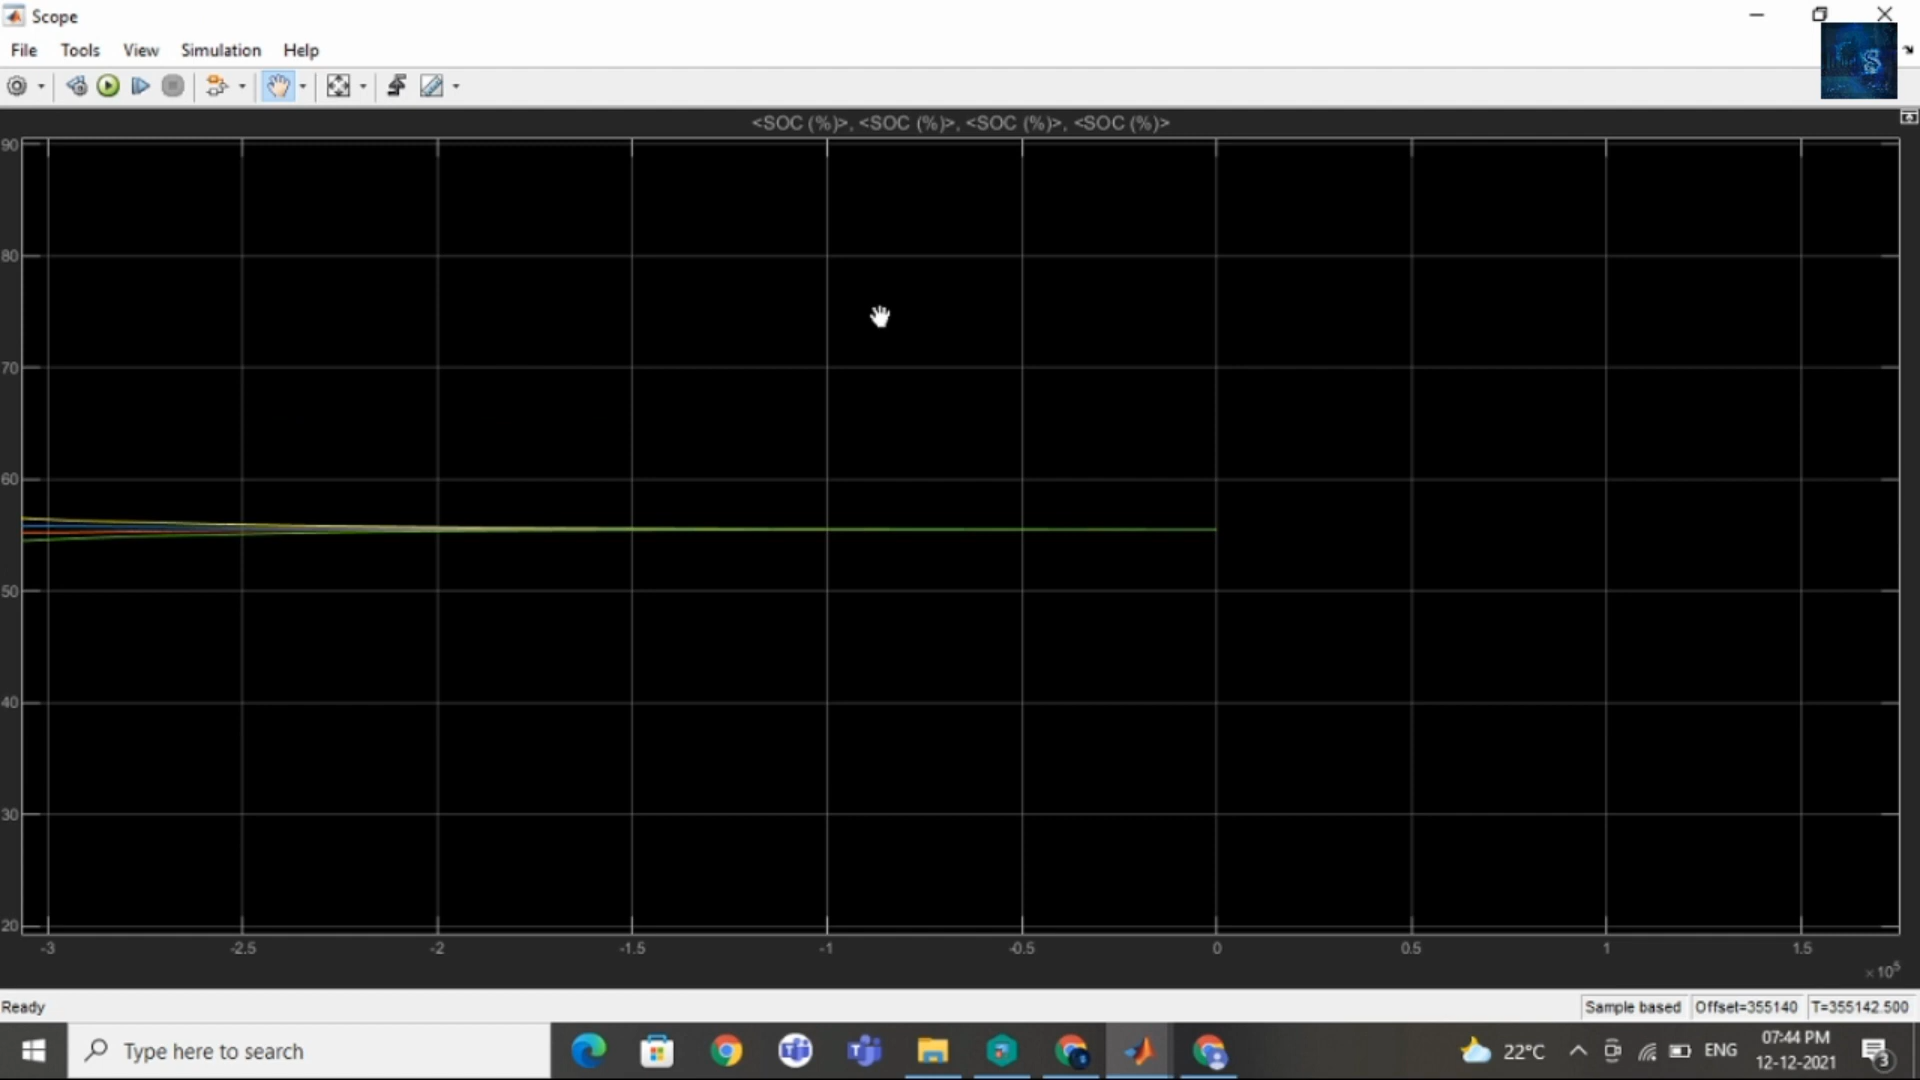 Scope
File Tools View Simulation Help
<SOC (%)>, <SOC (%)>, <SOC (%)>, <SOC (%)>
90
80
70
60
50
40
30
20
-3 -2.5 -2 -1.5 -1 -0.5 0 0.5 1 1.5
×10⁵
Ready Sample based Offset=355140 T=355142.500
Type here to search 22°C ENG 07:44 PM
12-12-2021 3